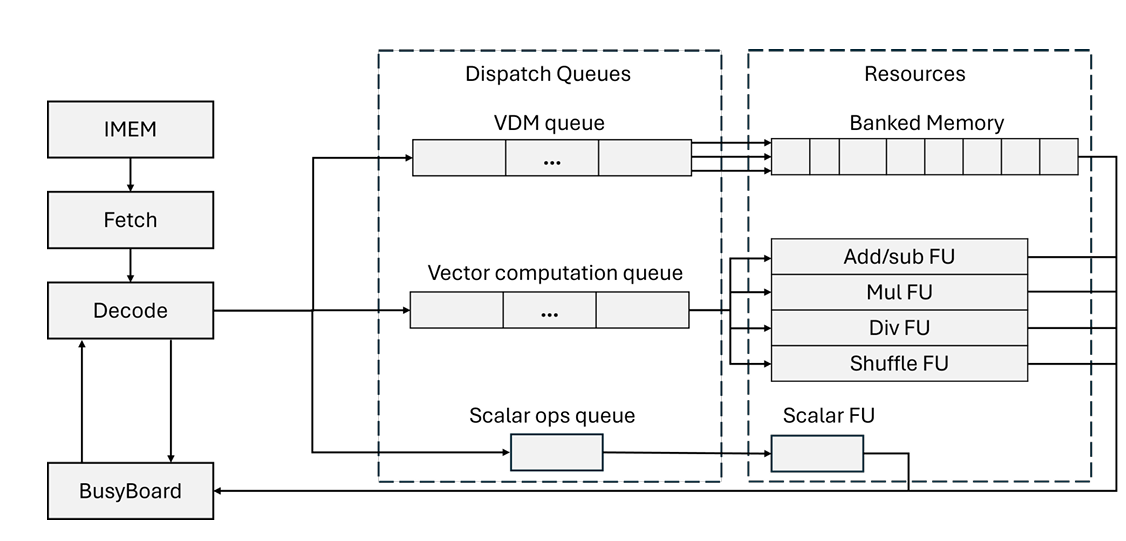 Dispatch Queues
Resources
VDM queue
Banked Memory
IMEM
...
Fetch
Add/sub FU
Vector computation queue
Mul FU
Decode
...
Div FU
Shuffle FU
Scalar ops queue
Scalar FU
BusyBoard